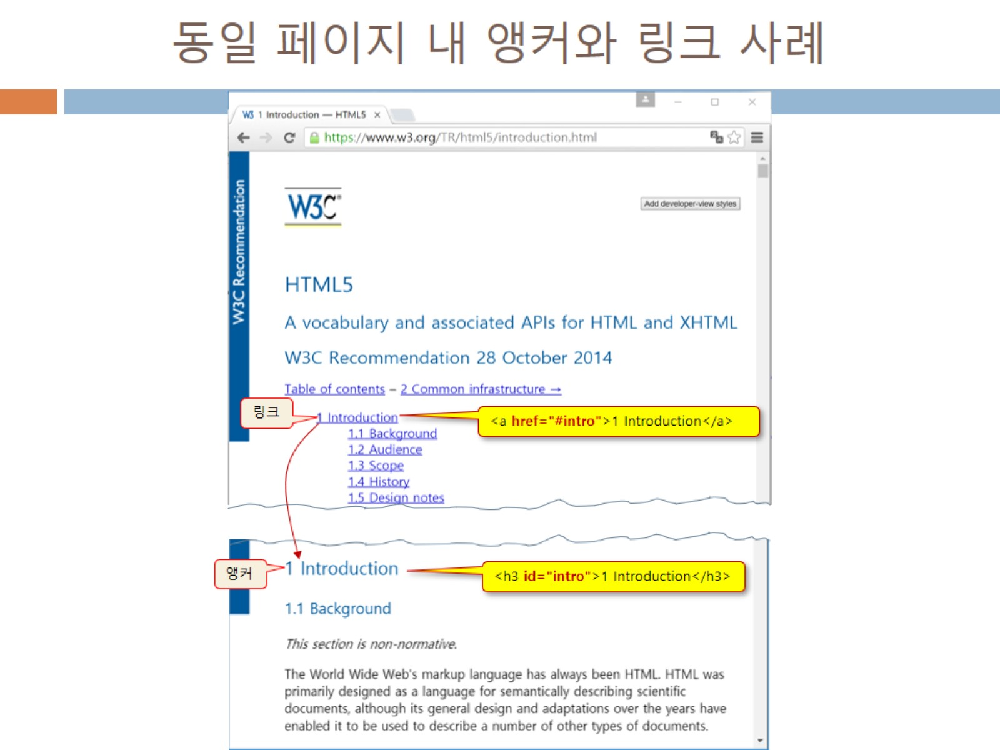 동일 페이지 내 앵커와 링크 사례
W3 1 Introduction — HTML5 ×
https://www.w3.org/TR/html5/introduction.html
W3C Recommendation
W3C®
Add developer-view styles
HTML5
A vocabulary and associated APIs for HTML and XHTML
W3C Recommendation 28 October 2014
Table of contents – 2 Common infrastructure →
링크
1 Introduction
<a href="#intro">1 Introduction</a>
1.1 Background
1.2 Audience
1.3 Scope
1.4 History
1.5 Design notes
앵커
1 Introduction
<h3 id="intro">1 Introduction</h3>
1.1 Background
This section is non-normative.
The World Wide Web's markup language has always been HTML. HTML was
primarily designed as a language for semantically describing scientific
documents, although its general design and adaptations over the years have
enabled it to be used to describe a number of other types of documents.